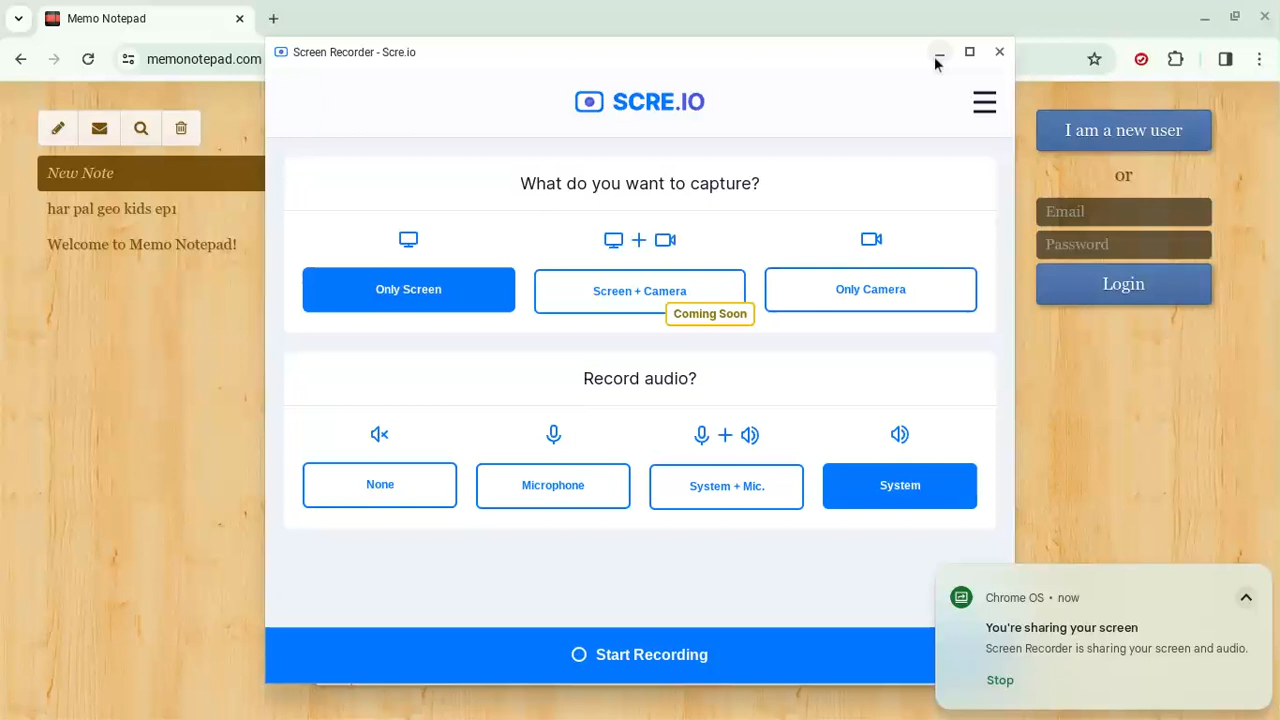 Memo Notepad
memonotepad.com
Screen Recorder - Scre.io
SCRE.IO
New Note
har pal geo kids ep1
Welcome to Memo Notepad!
What do you want to capture?
Only Screen
Screen + Camera
Only Camera
Coming Soon
Record audio?
None
Microphone
System + Mic.
System
Start Recording
I am a new user
or
Email
Password
Login
Chrome OS • now
You're sharing your screen
Screen Recorder is sharing your screen and audio.
Stop